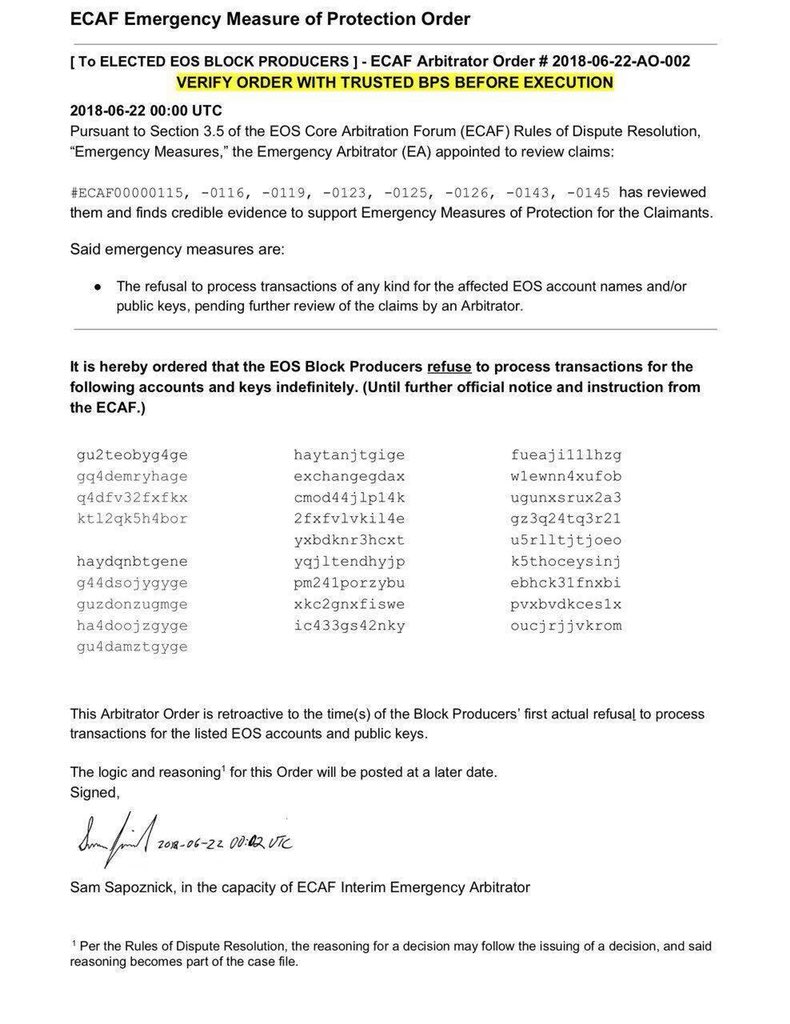 ECAF Emergency Measure of Protection Order
[ To ELECTED EOS BLOCK PRODUCERS ] - ECAF Arbitrator Order # 2018-06-22-AO-002
VERIFY ORDER WITH TRUSTED BPS BEFORE EXECUTION
2018-06-22 00:00 UTC
Pursuant to Section 3.5 of the EOS Core Arbitration Forum (ECAF) Rules of Dispute Resolution,
“Emergency Measures,” the Emergency Arbitrator (EA) appointed to review claims:
#ECAF00000115, -0116, -0119, -0123, -0125, -0126, -0143, -0145 has reviewed
them and finds credible evidence to support Emergency Measures of Protection for the Claimants.
Said emergency measures are:
● The refusal to process transactions of any kind for the affected EOS account names and/or
public keys, pending further review of the claims by an Arbitrator.
It is hereby ordered that the EOS Block Producers refuse to process transactions for the
following accounts and keys indefinitely. (Until further official notice and instruction from
the ECAF.)
gu2teobyg4ge haytanjtgige fueaji11lhzg
gq4demryhage exchangegdax w1ewnn4xufob
q4dfv32fxfkx cmod44jlp14k ugunxsrux2a3
ktl2qk5h4bor 2fxfvlvkil4e gz3q24tq3r21
yxbdknr3hcxt u5rlltjtjoeo
haydqnbtgene yqjltendhyjp k5thoceysinj
g44dsojygyge pm241porzybu ebhck31fnxbi
guzdonzugmge xkc2gnxfiswe pvxbvdkces1x
ha4doojzgyge ic433gs42nky oucjrjjvkrom
gu4damztgyge
This Arbitrator Order is retroactive to the time(s) of the Block Producers’ first actual refusal to process
transactions for the listed EOS accounts and public keys.
The logic and reasoning¹ for this Order will be posted at a later date.
Signed,
2018-06-22 00:02 UTC
Sam Sapoznick, in the capacity of ECAF Interim Emergency Arbitrator
¹ Per the Rules of Dispute Resolution, the reasoning for a decision may follow the issuing of a decision, and said
reasoning becomes part of the case file.